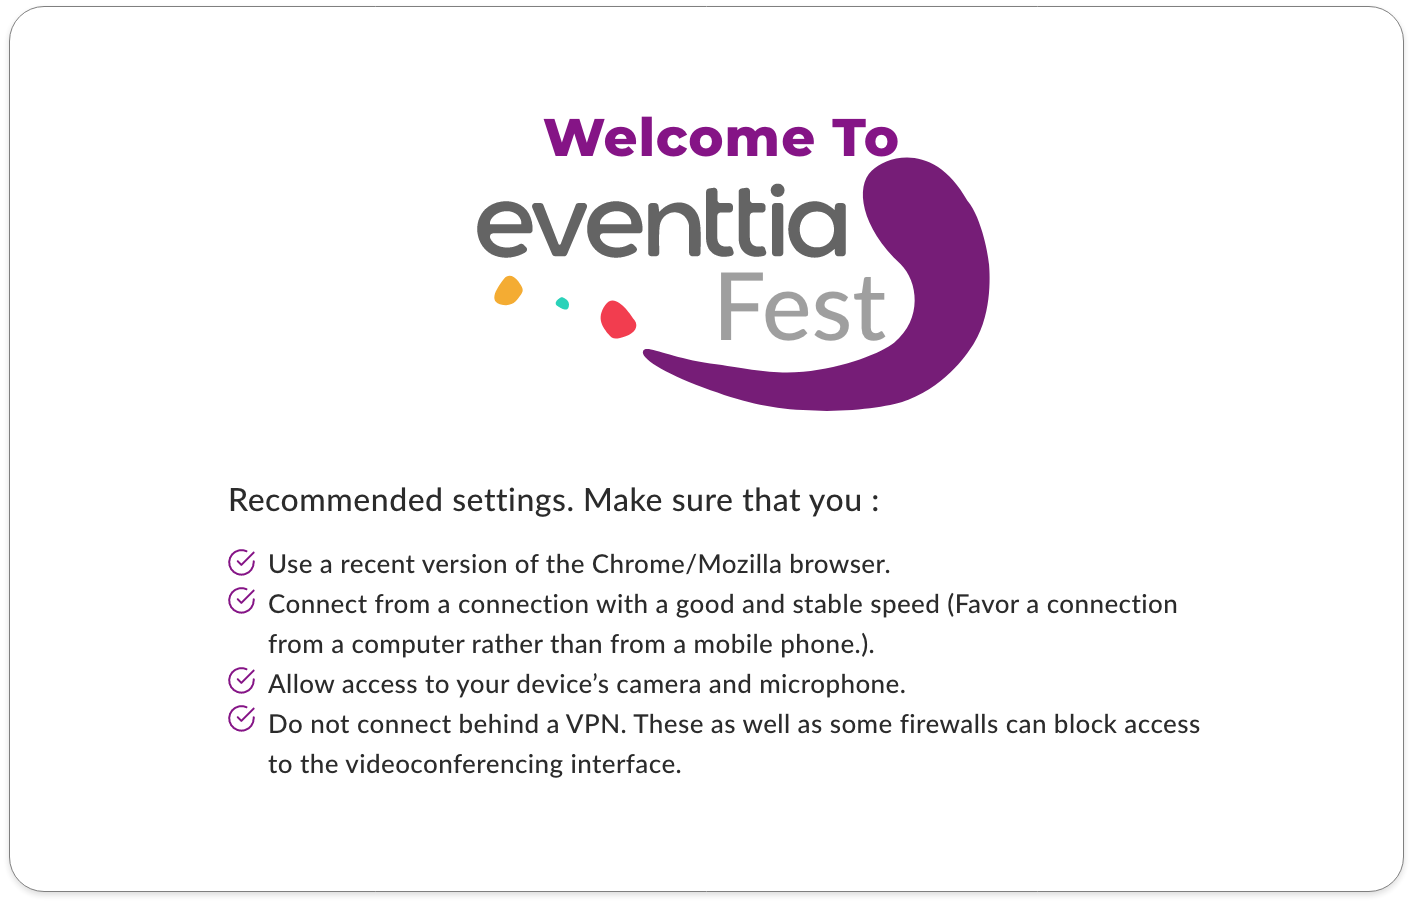 Welcome To
eventtia
Fest
Recommended settings. Make sure that you :
Use a recent version of the Chrome/Mozilla browser.
Connect from a connection with a good and stable speed (Favor a connection
from a computer rather than from a mobile phone.).
Allow access to your device’s camera and microphone.
Do not connect behind a VPN. These as well as some firewalls can block access
to the videoconferencing interface.